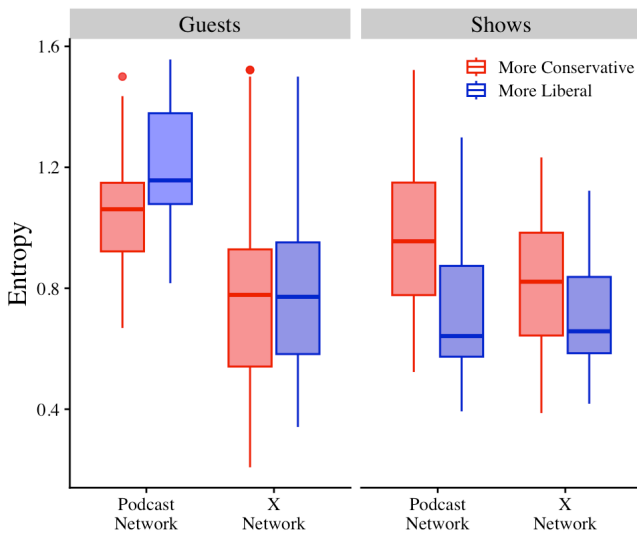 Guests
Shows
More Conservative
More Liberal
Entropy
1.6
1.2
0.8
0.4
Podcast
Network
X
Network
Podcast
Network
X
Network